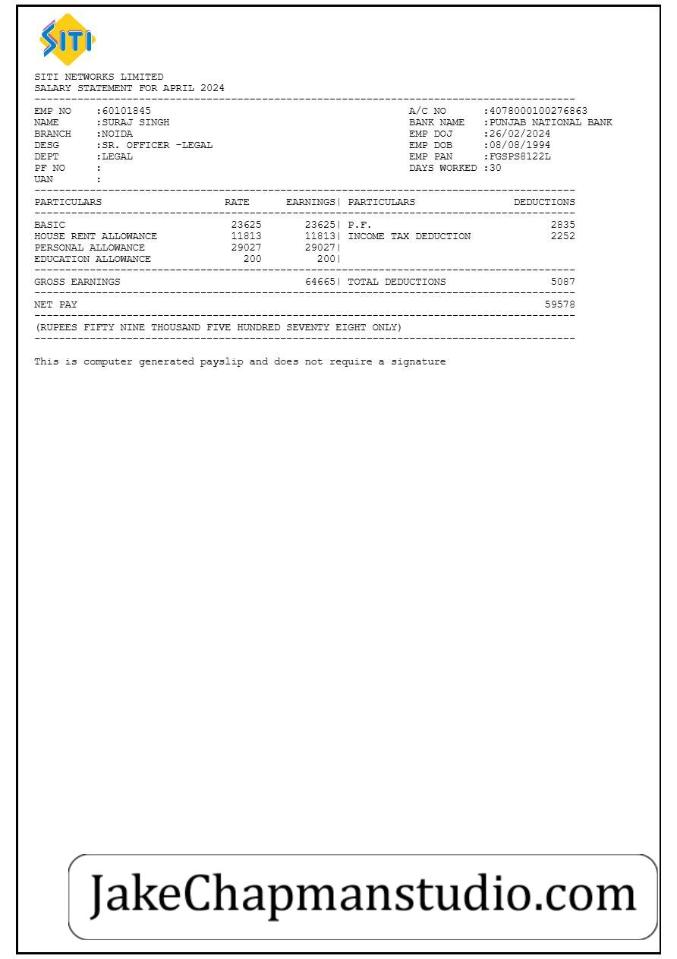 SITI
SITI NETWORKS LIMITED
SALARY STATEMENT FOR APRIL 2024
EMP NO :60101845 A/C NO :4078000100276863
NAME :SURAJ SINGH BANK NAME :PUNJAB NATIONAL BANK
BRANCH :NOIDA EMP DOJ :26/02/2024
DESG :SR. OFFICER -LEGAL EMP DOB :08/08/1994
DEPT :LEGAL EMP PAN :FGSPS8122L
PF NO : DAYS WORKED :30
UAN :
PARTICULARS RATE EARNINGS| PARTICULARS DEDUCTIONS
BASIC 23625 23625| P.F. 2835
HOUSE RENT ALLOWANCE 11813 11813| INCOME TAX DEDUCTION 2252
PERSONAL ALLOWANCE 29027 29027|
EDUCATION ALLOWANCE 200 200|
GROSS EARNINGS 64665| TOTAL DEDUCTIONS 5087
NET PAY 59578
(RUPEES FIFTY NINE THOUSAND FIVE HUNDRED SEVENTY EIGHT ONLY)
This is computer generated payslip and does not require a signature
JakeChapmanstudio.com